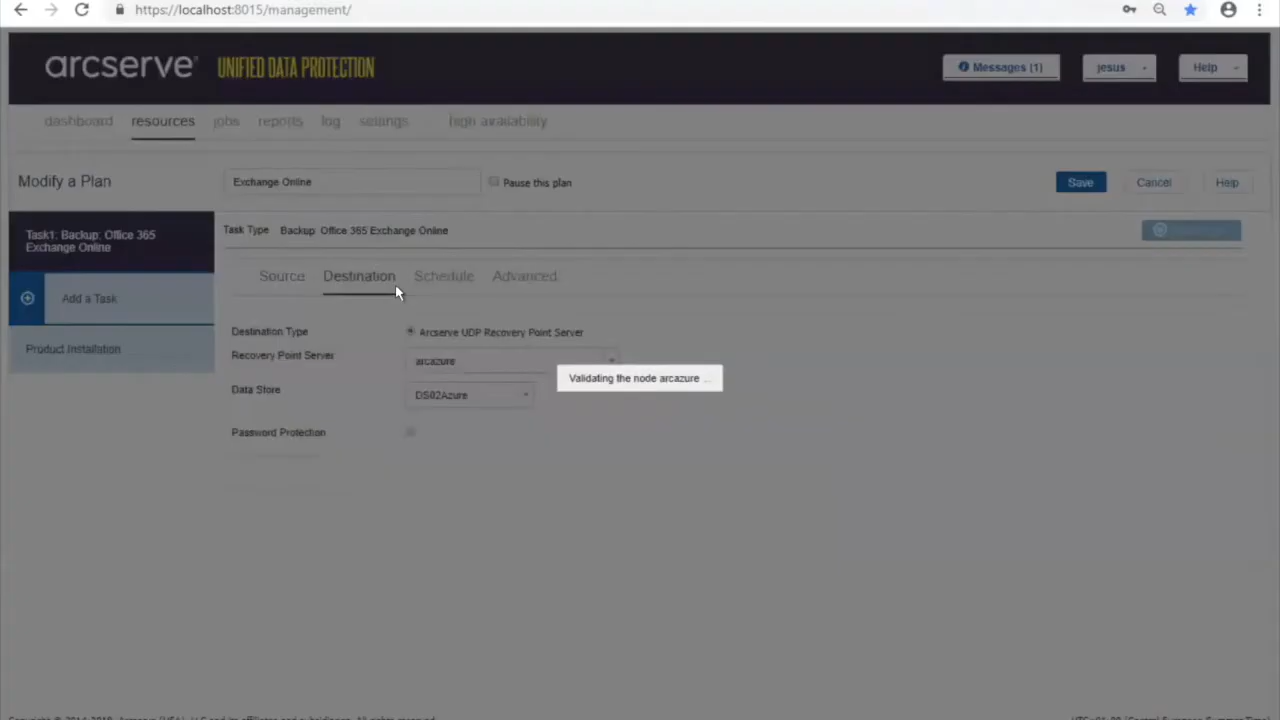 https://localhost:8015/management/
arcserve® UNIFIED DATA PROTECTION
Messages (1)
jesus
Help
dashboard resources jobs reports log settings high availability
Modify a Plan
Exchange Online
Pause this plan
Save
Cancel
Help
Task1: Backup: Office 365
Exchange Online
Task Type Backup: Office 365 Exchange Online
Source Destination Schedule Advanced
Add a Task
Destination Type Arcserve UDP Recovery Point Server
Product Installation
Recovery Point Server arcazure
Validating the node arcazure ...
Data Store DS02Azure
Password Protection